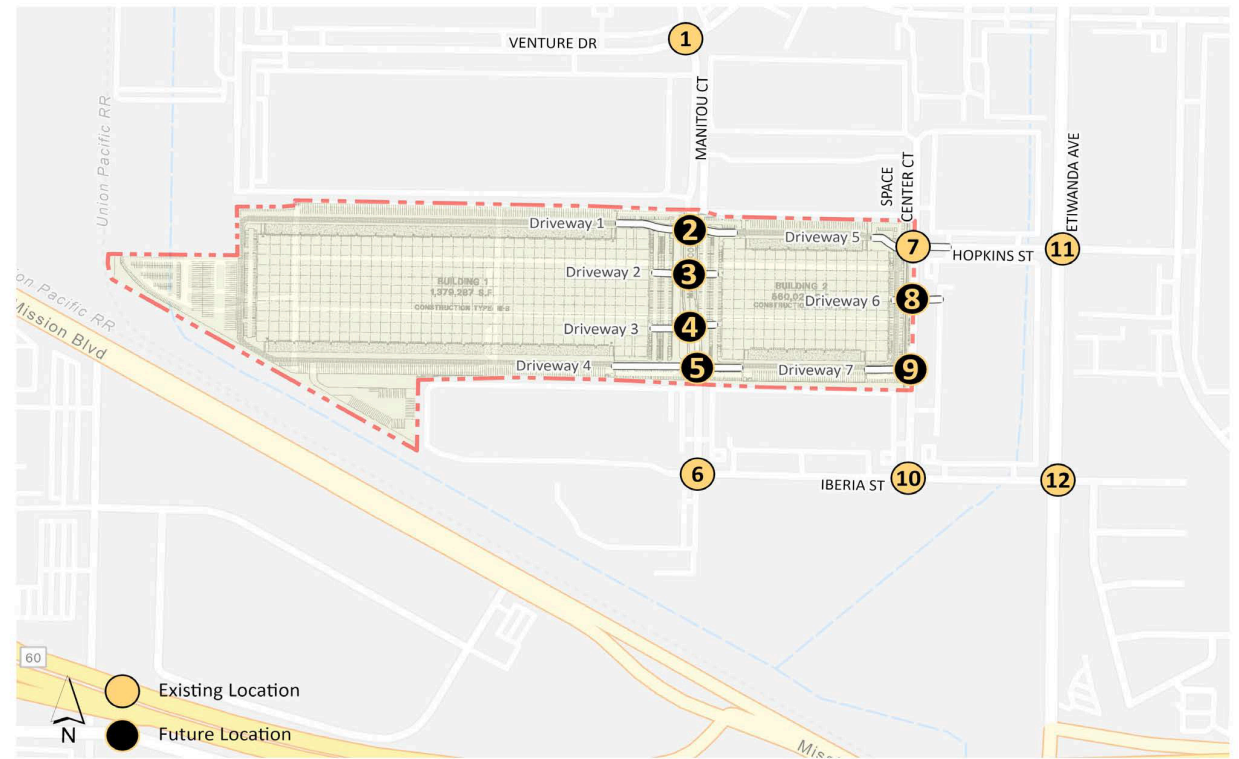 1
VENTURE DR
MANITOU CT
Union Pacific RR
SPACE
CENTER CT
ETIWANDA AVE
Driveway 1
2
Driveway 5
7
HOPKINS ST
11
Driveway 2
3
BUILDING 1
1,379,287 S.F.
CONSTRUCTION TYPE: III-B
BUILDING 2
Driveway 6
8
Driveway 3
4
Driveway 4
5
Driveway 7
9
Union Pacific RR
Mission Blvd
6
IBERIA ST
10
12
60
Existing Location
Future Location
N